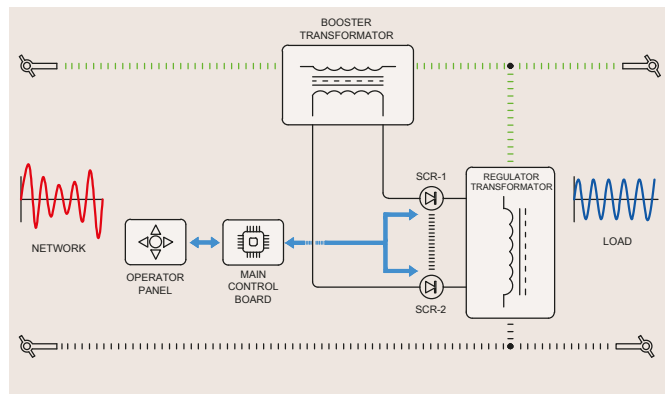 BOOSTER
TRANSFORMATOR
SCR-1
REGULATOR
TRANSFORMATOR
NETWORK
LOAD
OPERATOR
PANEL
MAIN
CONTROL
BOARD
SCR-2